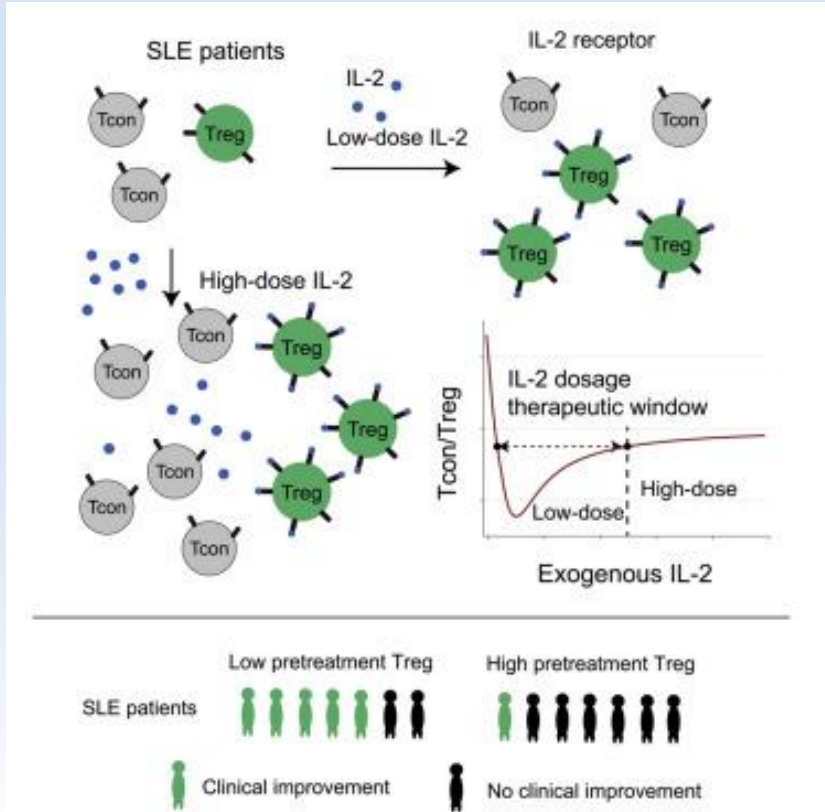 SLE patients
IL-2
Low-dose IL-2
IL-2 receptor
Tcon
Treg
Tcon
Tcon
Tcon
Treg
Treg
Treg
High-dose IL-2
Tcon
Tcon
Treg
Treg
Treg
Tcon
Tcon
Tcon
IL-2 dosage
therapeutic window
Tcon/Treg
Low-dose
High-dose
Exogenous IL-2
Low pretreatment Treg
High pretreatment Treg
SLE patients
Clinical improvement
No clinical improvement